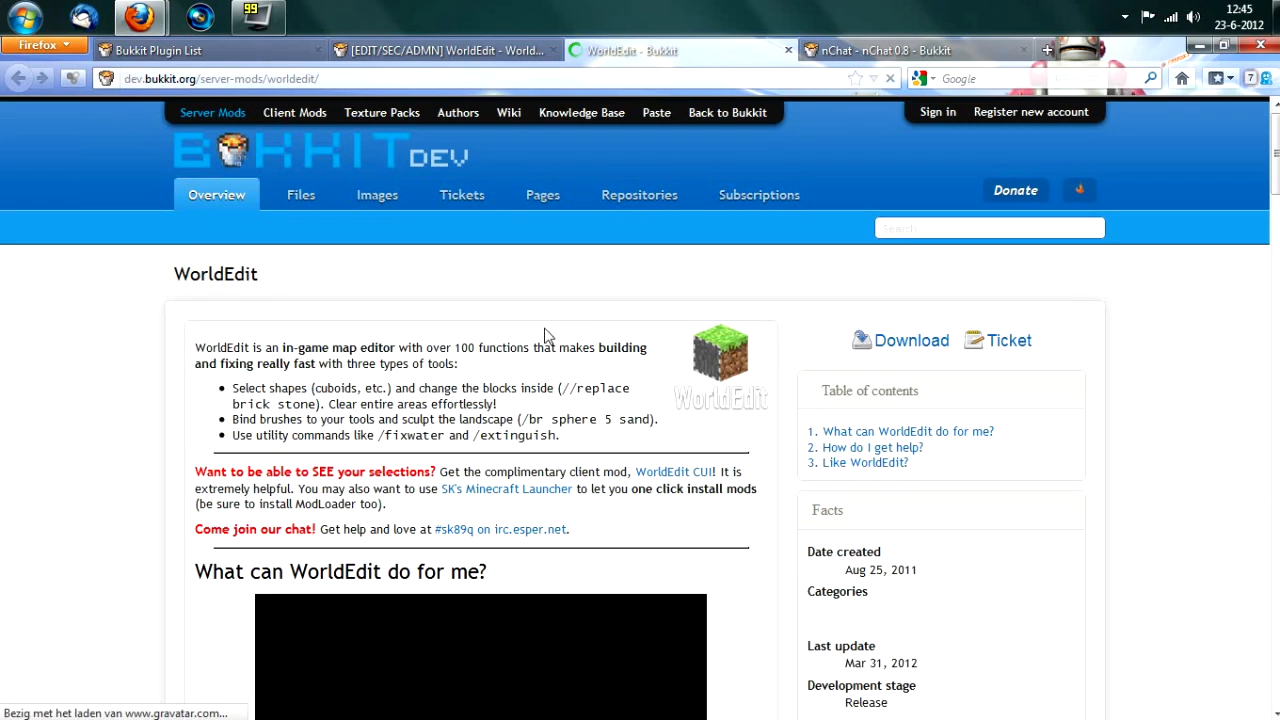 99
12:45
23-6-2012
Firefox
Bukkit Plugin List
[EDIT/SEC/ADMN] WorldEdit - World...
WorldEdit - Bukkit
nChat - nChat 0.8 - Bukkit
dev.bukkit.org/server-mods/worldedit/
Google
7
Server Mods Client Mods Texture Packs Authors Wiki Knowledge Base Paste Back to Bukkit
Sign in Register new account
BUKKIT DEV
Overview Files Images Tickets Pages Repositories Subscriptions
Donate
Search
WorldEdit
WorldEdit is an in-game map editor with over 100 functions that makes building
and fixing really fast with three types of tools:
Select shapes (cuboids, etc.) and change the blocks inside (//replace
brick stone). Clear entire areas effortlessly!
Bind brushes to your tools and sculpt the landscape (/br sphere 5 sand).
Use utility commands like /fixwater and /extinguish.
WorldEdit
Want to be able to SEE your selections? Get the complimentary client mod, WorldEdit CUI! It is
extremely helpful. You may also want to use SK's Minecraft Launcher to let you one click install mods
(be sure to install ModLoader too).
Come join our chat! Get help and love at #sk89q on irc.esper.net.
What can WorldEdit do for me?
Download Ticket
Table of contents
1. What can WorldEdit do for me?
2. How do I get help?
3. Like WorldEdit?
Facts
Date created
Aug 25, 2011
Categories
Last update
Mar 31, 2012
Development stage
Release
Bezig met het laden van www.gravatar.com...